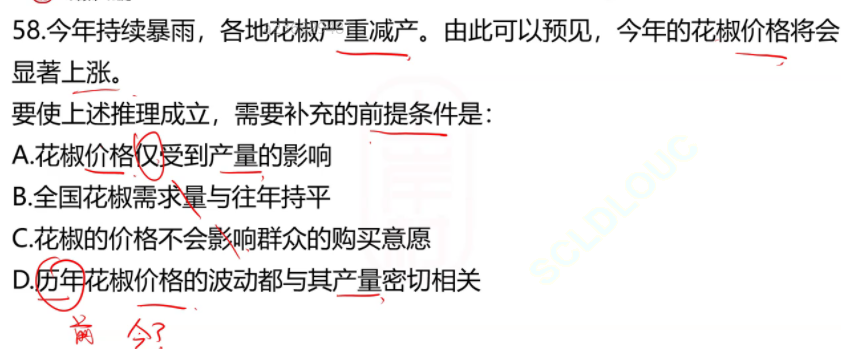 58.今年持续暴雨，各地花椒严重减产。由此可以预见，今年的花椒价格将会
显著上涨。
要使上述推理成立，需要补充的前提条件是：
A.花椒价格仅受到产量的影响
B.全国花椒需求量与往年持平
C.花椒的价格不会影响群众的购买意愿
D.历年花椒价格的波动都与其产量密切相关
前 今？
SCLDLOUC